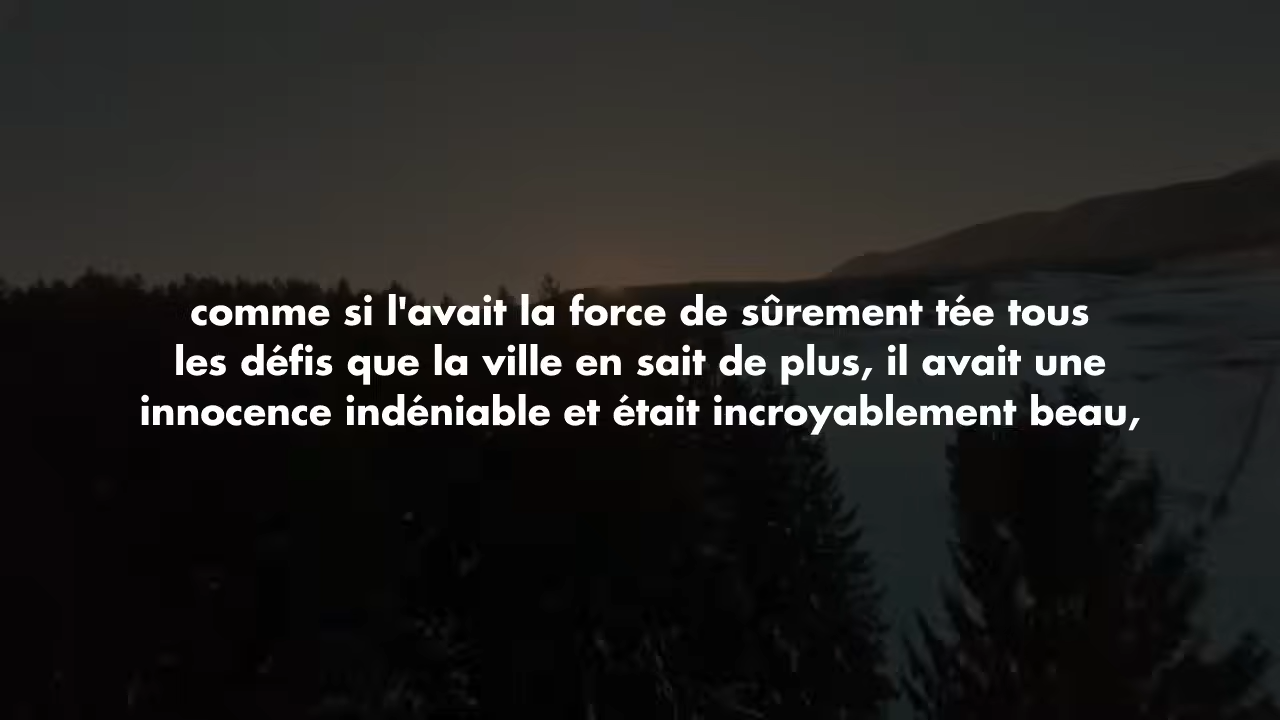 comme si l'avait la force de sûrement tée tous
les défis que la ville en sait de plus, il avait une
innocence indéniable et était incroyablement beau,